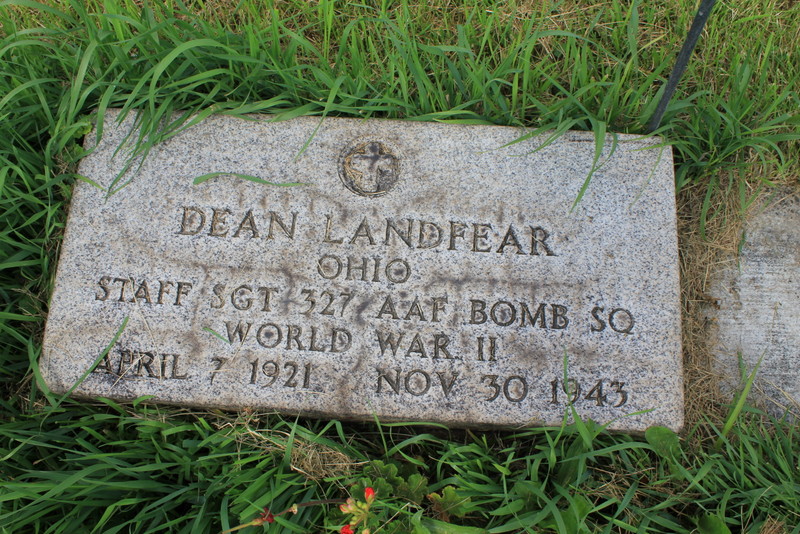 DEAN LANDFEAR
OHIO
STAFF SGT 327 AAF BOMB SQ
WORLD WAR II
APRIL 7 1921 NOV 30 1943